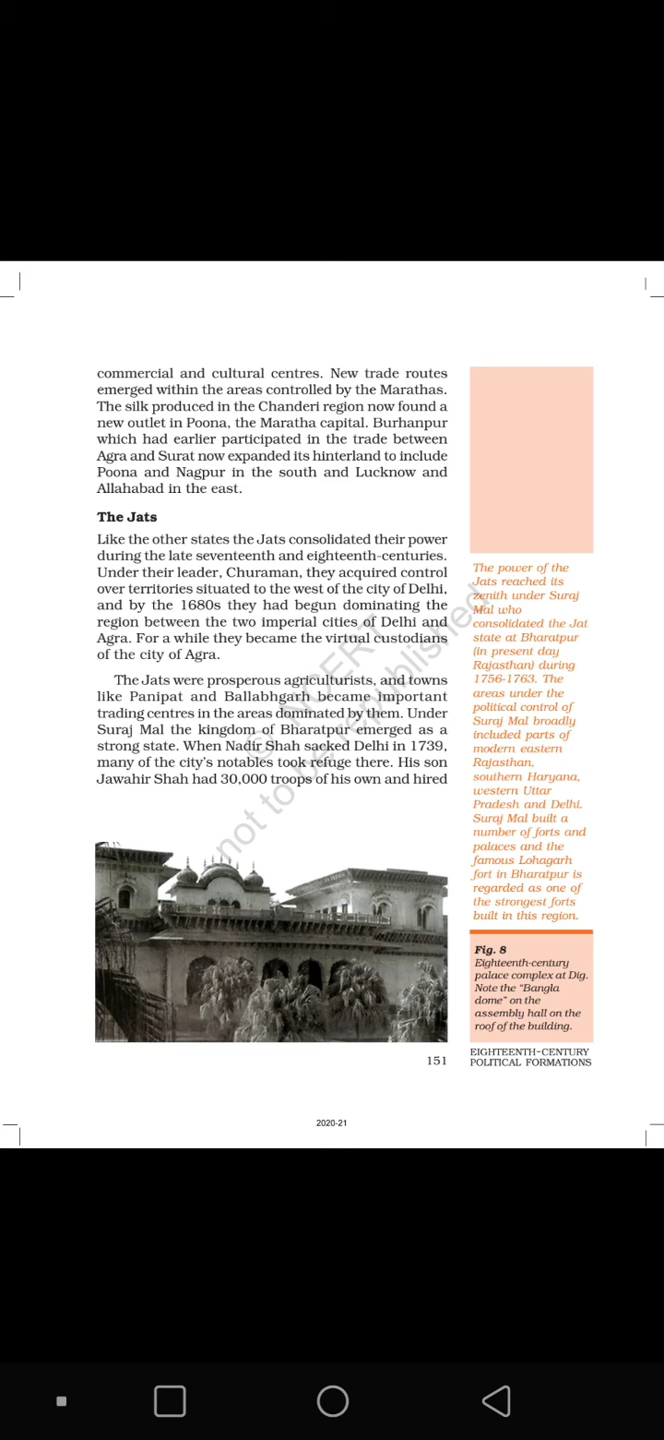 commercial and cultural centres. New trade routes
emerged within the areas controlled by the Marathas.
The silk produced in the Chanderi region now found a
new outlet in Poona, the Maratha capital. Burhanpur
which had earlier participated in the trade between
Agra and Surat now expanded its hinterland to include
Poona and Nagpur in the south and Lucknow and
Allahabad in the east.
The Jats
Like the other states the Jats consolidated their power
during the late seventeenth and eighteenth-centuries.
Under their leader, Churaman, they acquired control
over territories situated to the west of the city of Delhi,
and by the 1680s they had begun dominating the
region between the two imperial cities of Delhi and
Agra. For a while they became the virtual custodians
of the city of Agra.
The Jats were prosperous agriculturists, and towns
like Panipat and Ballabhgarh became important
trading centres in the areas dominated by them. Under
Suraj Mal the kingdom of Bharatpur emerged as a
strong state. When Nadir Shah sacked Delhi in 1739,
many of the city's notables took refuge there. His son
Jawahir Shah had 30,000 troops of his own and hired
The power of the
Jats reached its
zenith under Suraj
Mal who
consolidated the Jat
state at Bharatpur
(in present day
Rajasthan) during
1756-1763. The
areas under the
political control of
Suraj Mal broadly
included parts of
modern eastern
Rajasthan,
southern Haryana,
western Uttar
Pradesh and Delhi.
Suraj Mal built a
number of forts and
palaces and the
famous Lohagarh
fort in Bharatpur is
regarded as one of
the strongest forts
built in this region.
Fig. 8
Eighteenth-century
palace complex at Dig.
Note the "Bangla
dome" on the
assembly hall on the
roof of the building.
151
EIGHTEENTH-CENTURY
POLITICAL FORMATIONS
2020-21
© NCERT
not to be republished